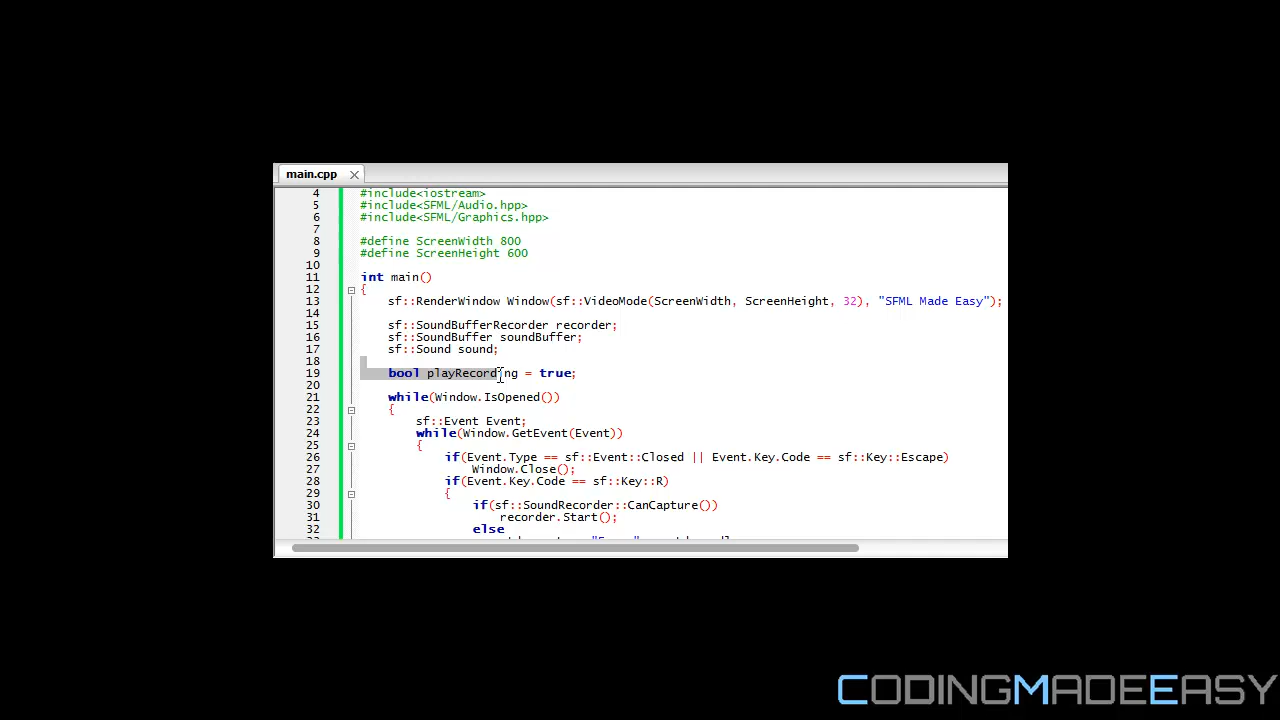 main.cpp
4 #include<iostream>
5 #include<SFML/Audio.hpp>
6 #include<SFML/Graphics.hpp>
7
8 #define ScreenWidth 800
9 #define ScreenHeight 600
10
11 int main()
12 {
13 sf::RenderWindow Window(sf::VideoMode(ScreenWidth, ScreenHeight, 32), "SFML Made Easy");
14
15 sf::SoundBufferRecorder recorder;
16 sf::SoundBuffer soundBuffer;
17 sf::Sound sound;
18
19 bool playRecording = true;
20
21 while(Window.IsOpened())
22 {
23 sf::Event Event;
24 while(Window.GetEvent(Event))
25 {
26 if(Event.Type == sf::Event::Closed || Event.Key.Code == sf::Key::Escape)
27 Window.Close();
28 if(Event.Key.Code == sf::Key::R)
29 {
30 if(sf::SoundRecorder::CanCapture())
31 recorder.Start();
32 else
CODINGMADEEASY